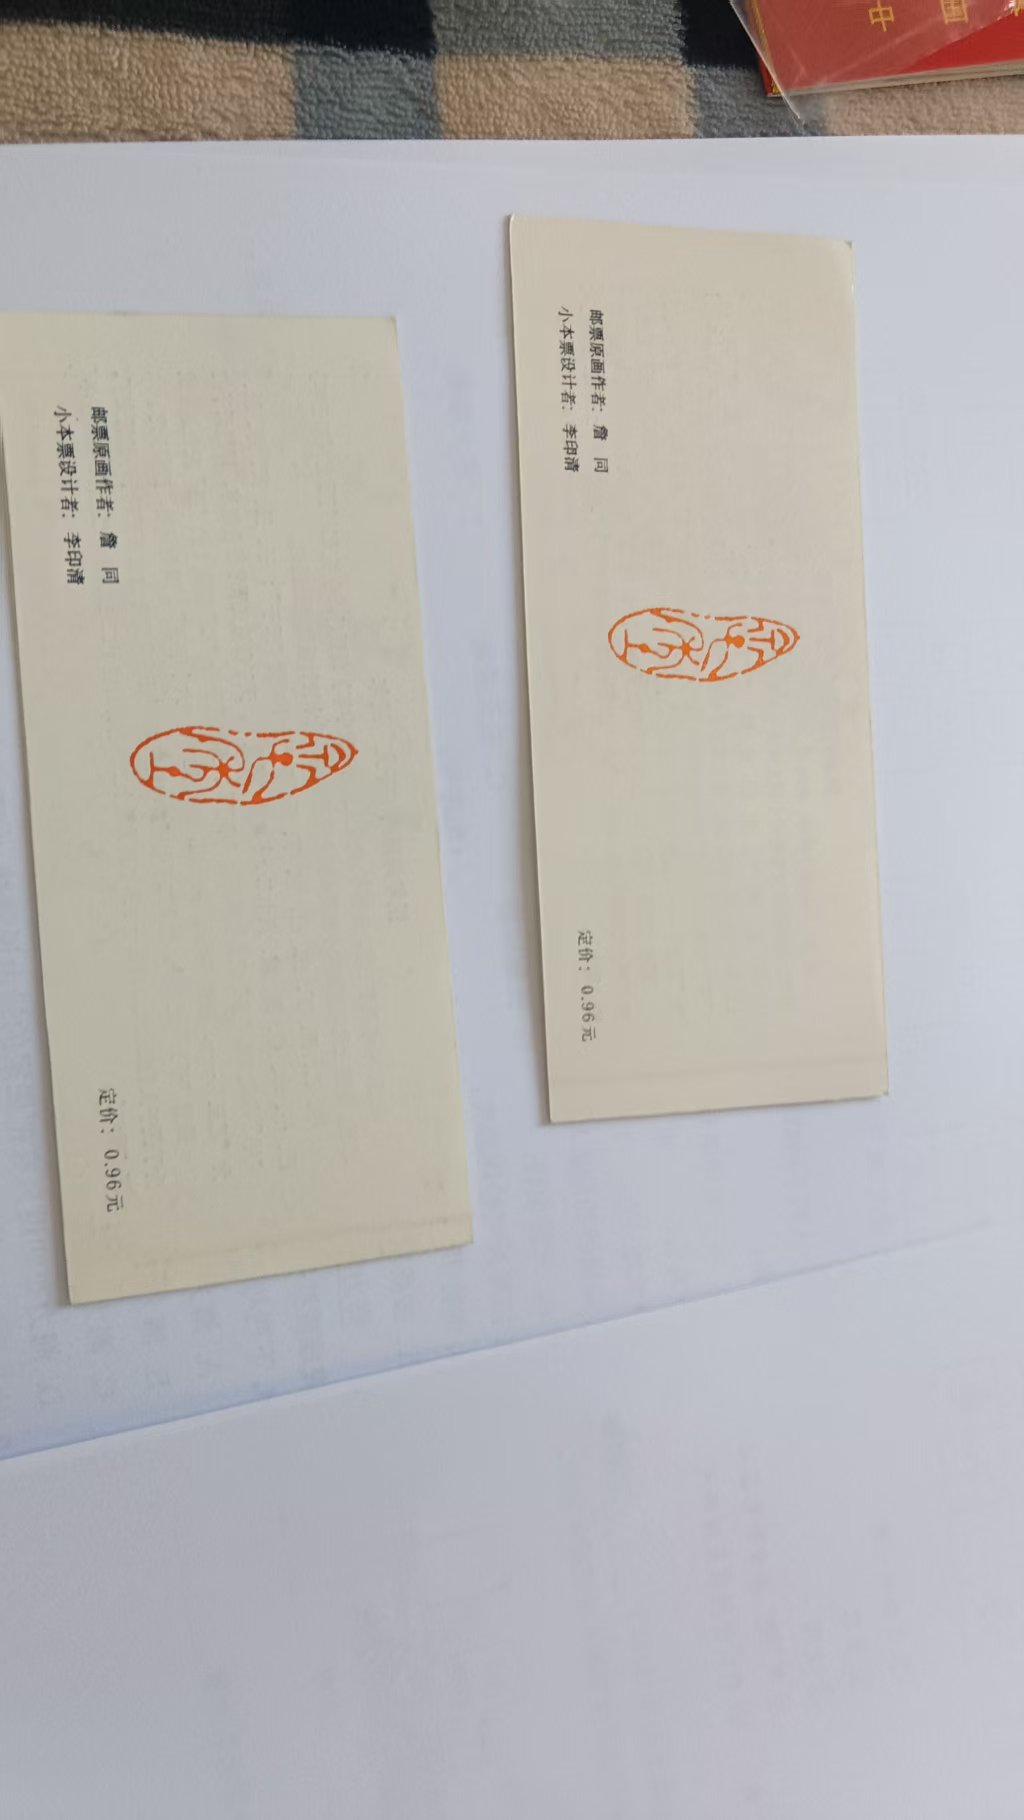 邮票原画作者：詹 同
小本票设计者：李印清
定价：0.96元
邮票原画作者：詹 同
小本票设计者：李印清
定价：0.96元
中国